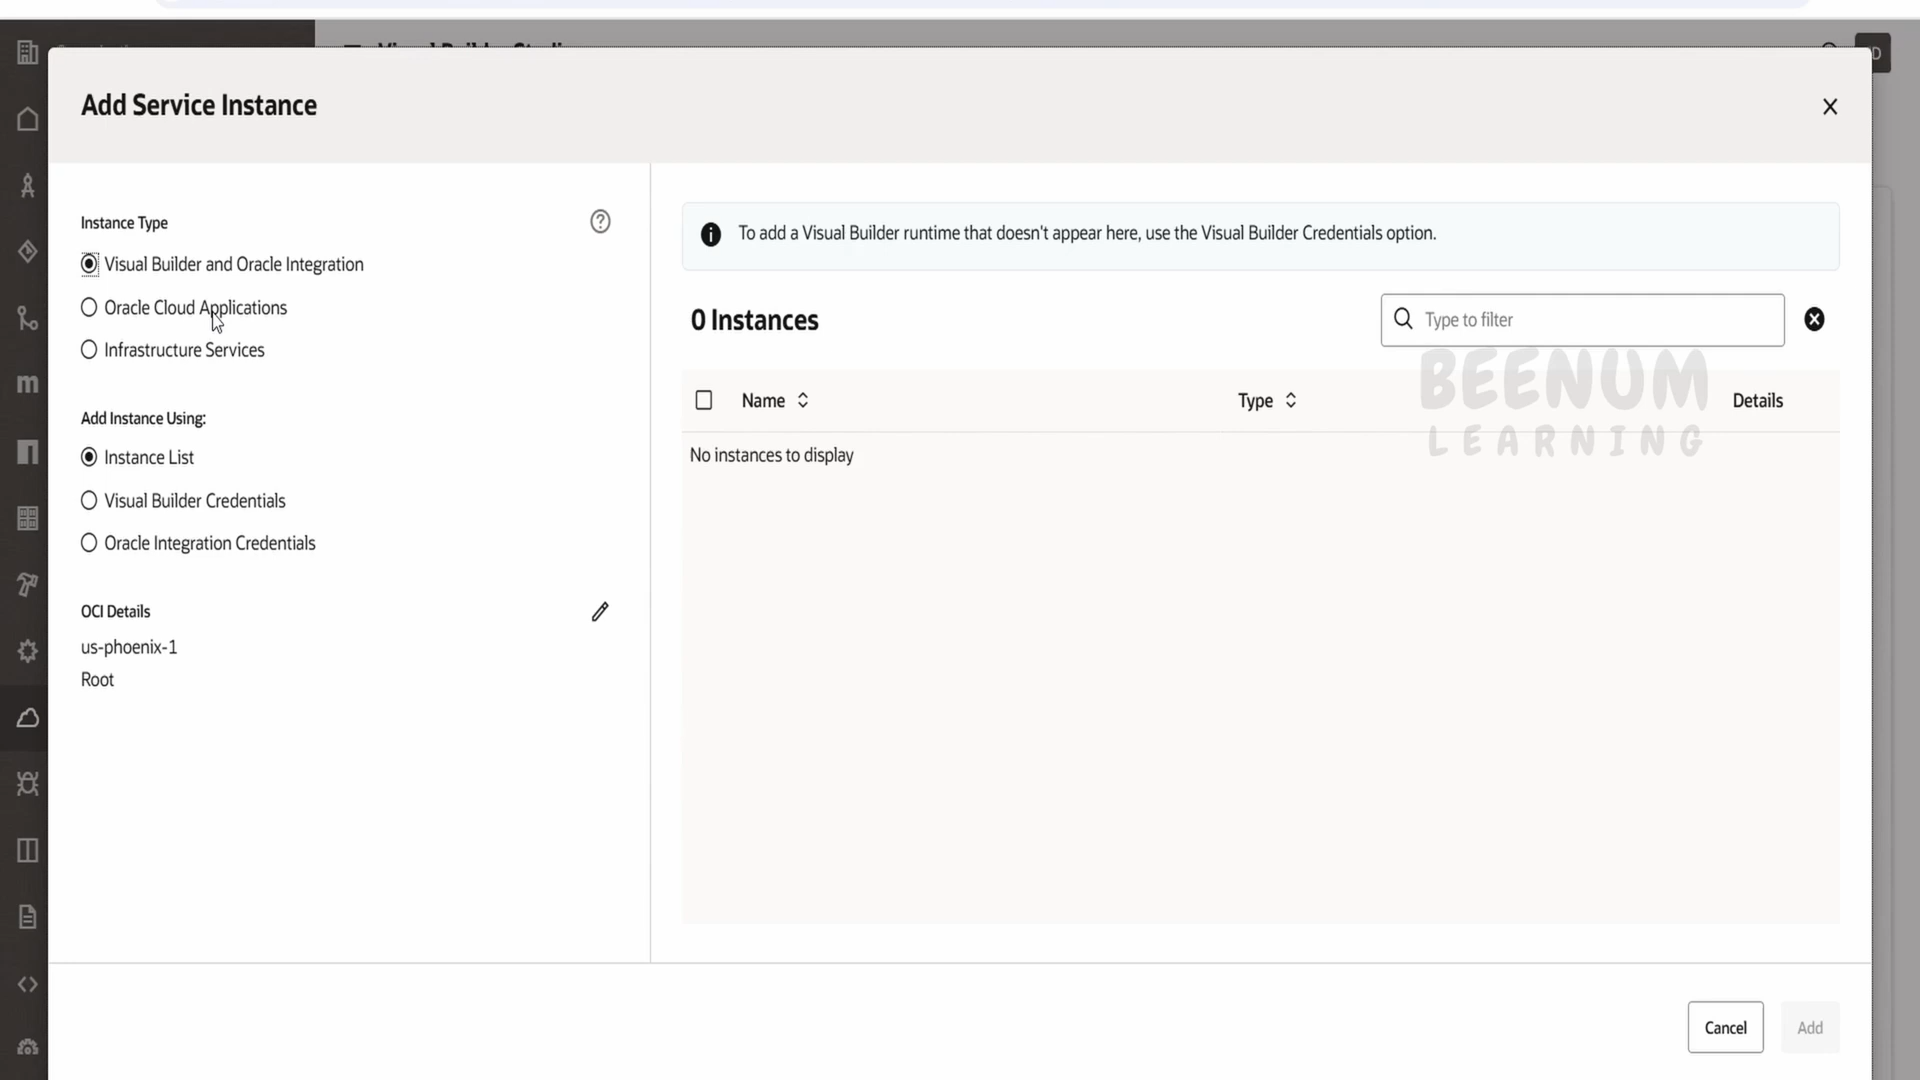 Add Service Instance
Instance Type
Visual Builder and Oracle Integration
Oracle Cloud Applications
Infrastructure Services
Add Instance Using:
Instance List
Visual Builder Credentials
Oracle Integration Credentials
OCI Details
us-phoenix-1
Root
To add a Visual Builder runtime that doesn't appear here, use the Visual Builder Credentials option.
0 Instances
Type to filter
BEENUM
LEARNING
Name Type Details
No instances to display
Cancel Add